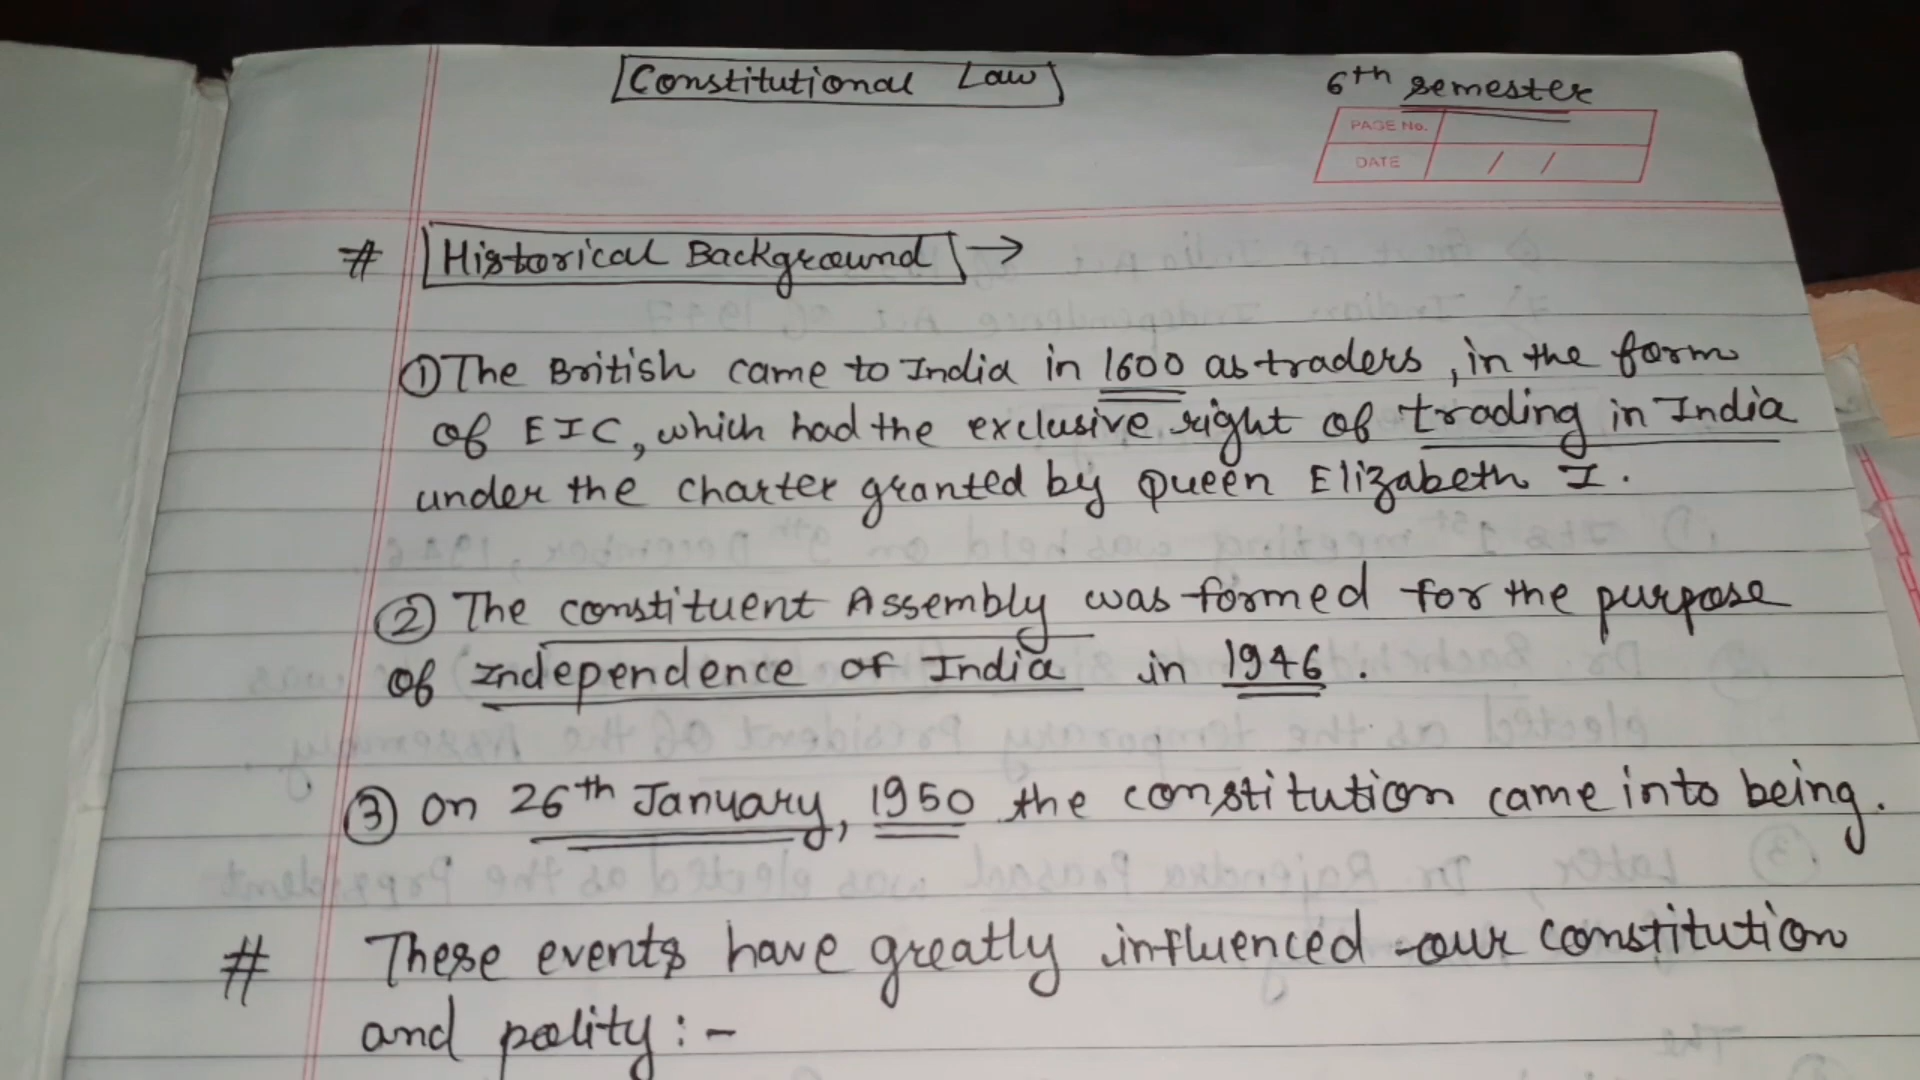 Constitutional Law
6th semester
PAGE No.
DATE / /
# Historical Background →
① The British came to India in 1600 as traders, in the form
of EIC, which had the exclusive right of trading in India
under the charter granted by Queen Elizabeth I.
② The constituent Assembly was formed for the purpose
of Independence of India in 1946.
③ On 26th January, 1950 the constitution came into being.
# These events have greatly influenced our constitution
and polity :-